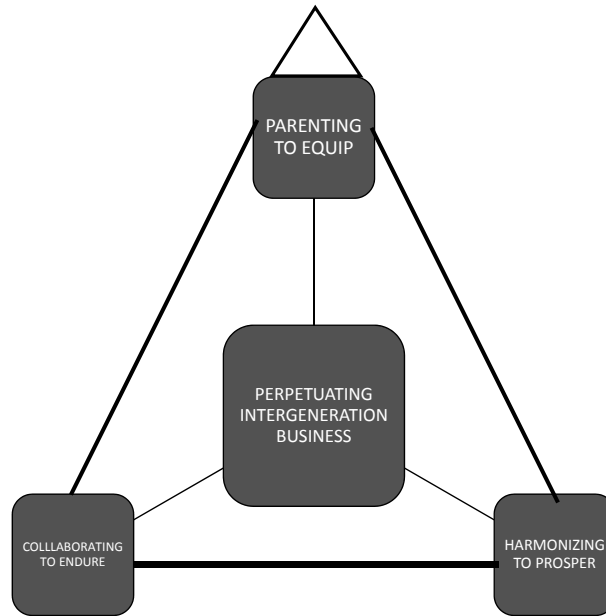 PARENTING
TO EQUIP
PERPETUATING
INTERGENERATION
BUSINESS
COLLLABORATING
TO ENDURE
HARMONIZING
TO PROSPER